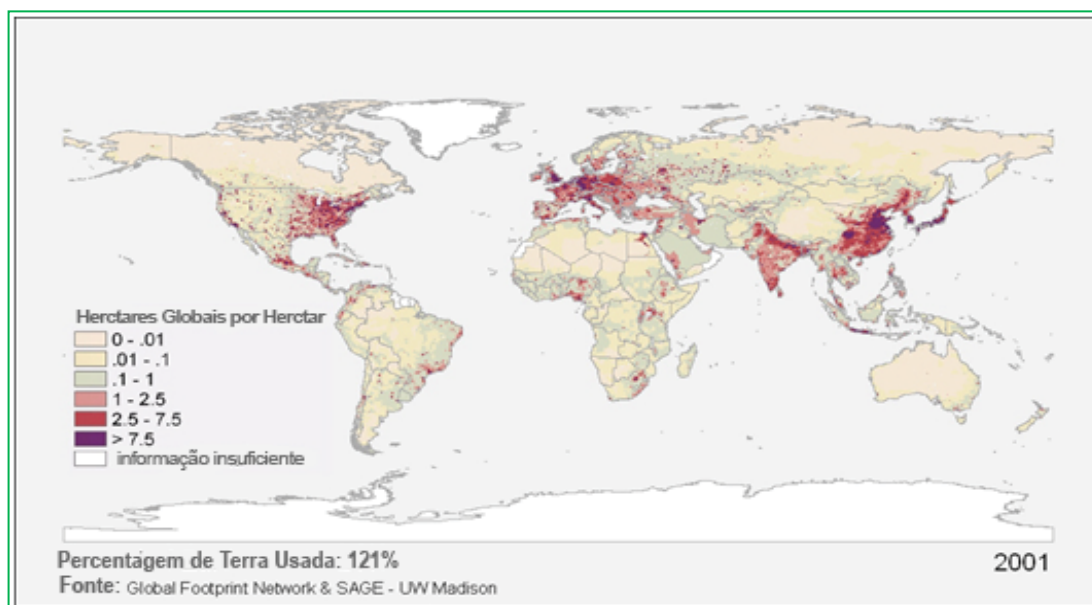 Herctares Globais por Herctar
0 - .01
.01 - .1
.1 - 1
1 - 2.5
2.5 - 7.5
> 7.5
informação insuficiente
Percentagem de Terra Usada: 121%
2001
Fonte: Global Footprint Network & SAGE - UW Madison